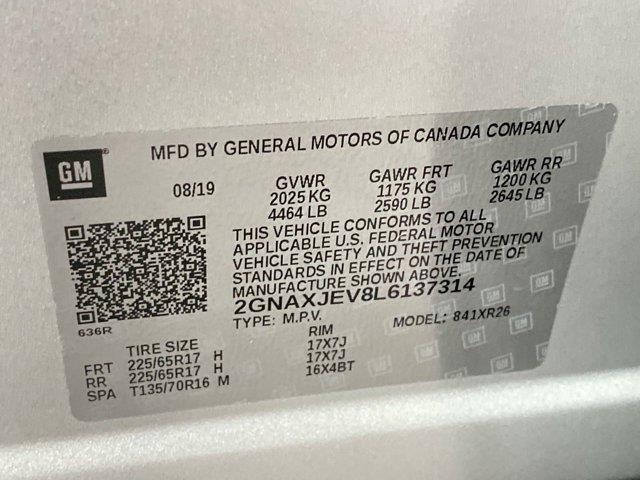 GM
MFD BY GENERAL MOTORS OF CANADA COMPANY
08/19
GVWR
2025 KG
4464 LB
GAWR FRT
1175 KG
2590 LB
GAWR RR
1200 KG
2645 LB
THIS VEHICLE CONFORMS TO ALL
APPLICABLE U.S. FEDERAL MOTOR
VEHICLE SAFETY AND THEFT PREVENTION
STANDARDS IN EFFECT ON THE DATE OF
MANUFACTURE SHOWN ABOVE.
2GNAXJEV8L6137314
TYPE: M.P.V.
MODEL: 841XR26
636R
TIRE SIZE
RIM
FRT 225/65R17 H 17X7J
RR 225/65R17 H 17X7J
SPA T135/70R16 M 16X4BT